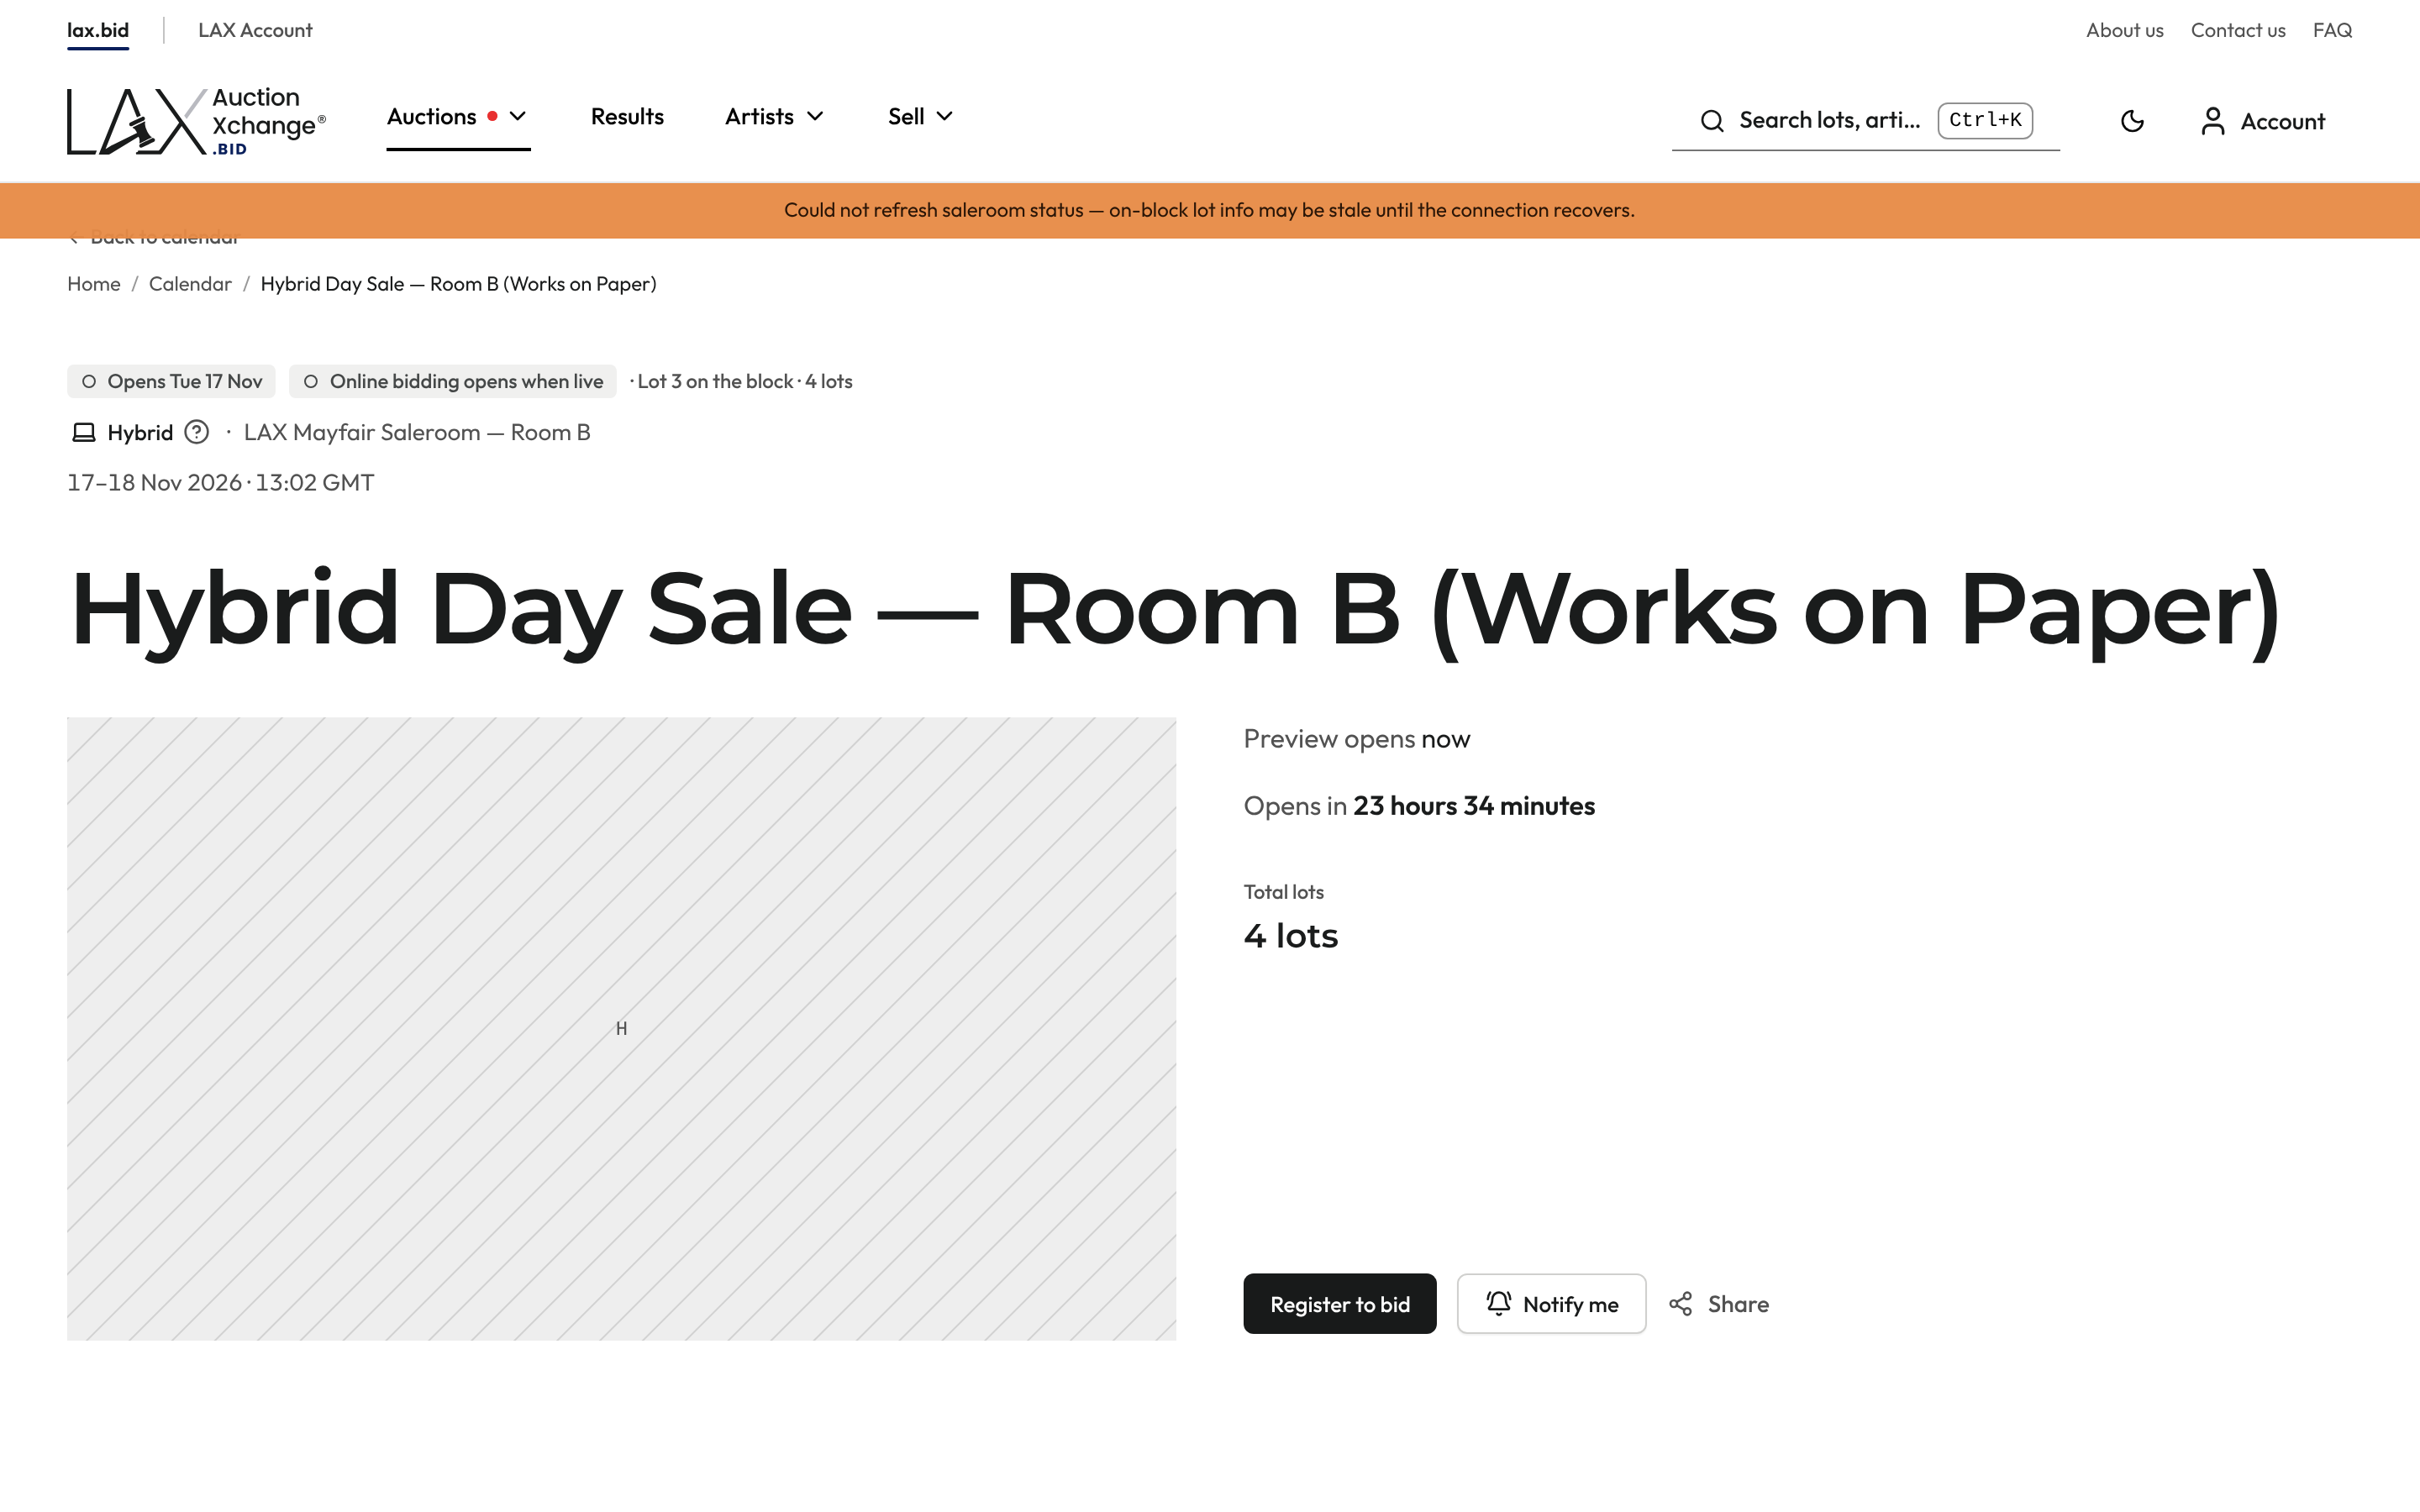 lax.bid
LAX Account
About us
Contact us
FAQ
LAX Auction Xchange® .BID
Auctions
Results
Artists
Sell
Search lots, arti...
Ctrl+K
Account
Could not refresh saleroom status — on-block lot info may be stale until the connection recovers.
Back to calendar
Home / Calendar / Hybrid Day Sale — Room B (Works on Paper)
Opens Tue 17 Nov
Online bidding opens when live
· Lot 3 on the block · 4 lots
Hybrid · LAX Mayfair Saleroom — Room B
17–18 Nov 2026 · 13:02 GMT
Hybrid Day Sale — Room B (Works on Paper)
H
Preview opens now
Opens in 23 hours 34 minutes
Total lots
4 lots
Register to bid
Notify me
Share